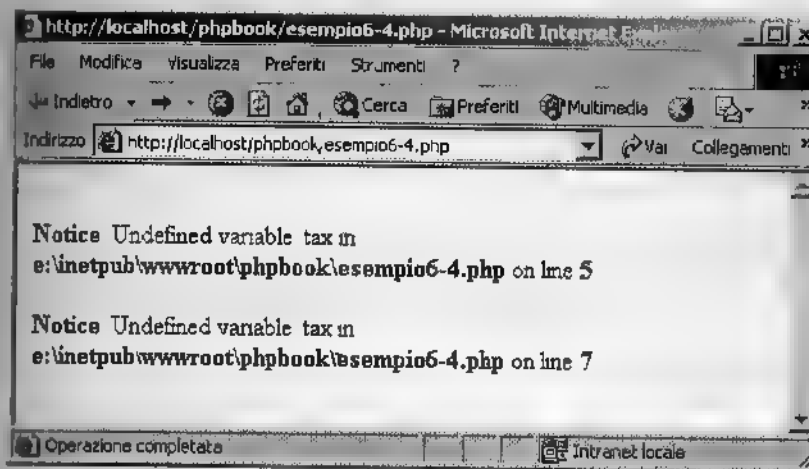 http://localhost/phpbook/esempio6-4.php - Microsoft Internet
File Modifica Visualizza Preferiti Strumenti ?
Indietro Cerca Preferiti Multimedia
Indirizzo http://localhost/phpbook/esempio6-4.php Vai Collegamenti »
Notice Undefined variable tax in
e:\inetpub\wwwroot\phpbook\esempio6-4.php on line 5
Notice Undefined variable tax in
e:\inetpub\wwwroot\phpbook\esempio6-4.php on line 7
Operazione completata Intranet locale